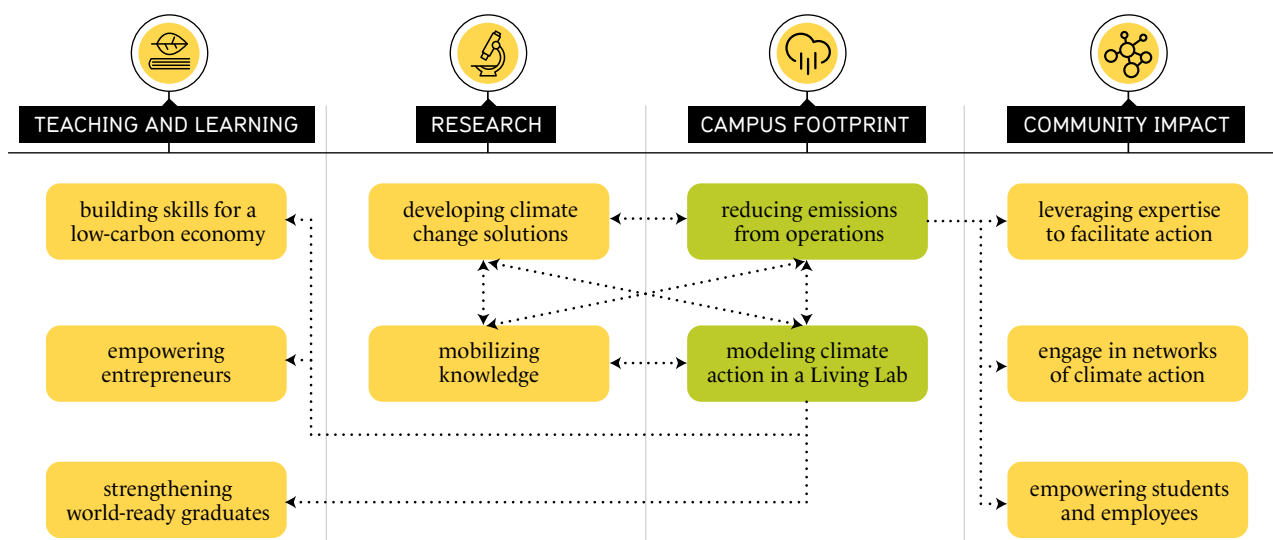 TEACHING AND LEARNING
RESEARCH
CAMPUS FOOTPRINT
COMMUNITY IMPACT
building skills for a
low-carbon economy
empowering
entrepreneurs
strengthening
world-ready graduates
developing climate
change solutions
mobilizing
knowledge
reducing emissions
from operations
modeling climate
action in a Living Lab
leveraging expertise
to facilitate action
engage in networks
of climate action
empowering students
and employees